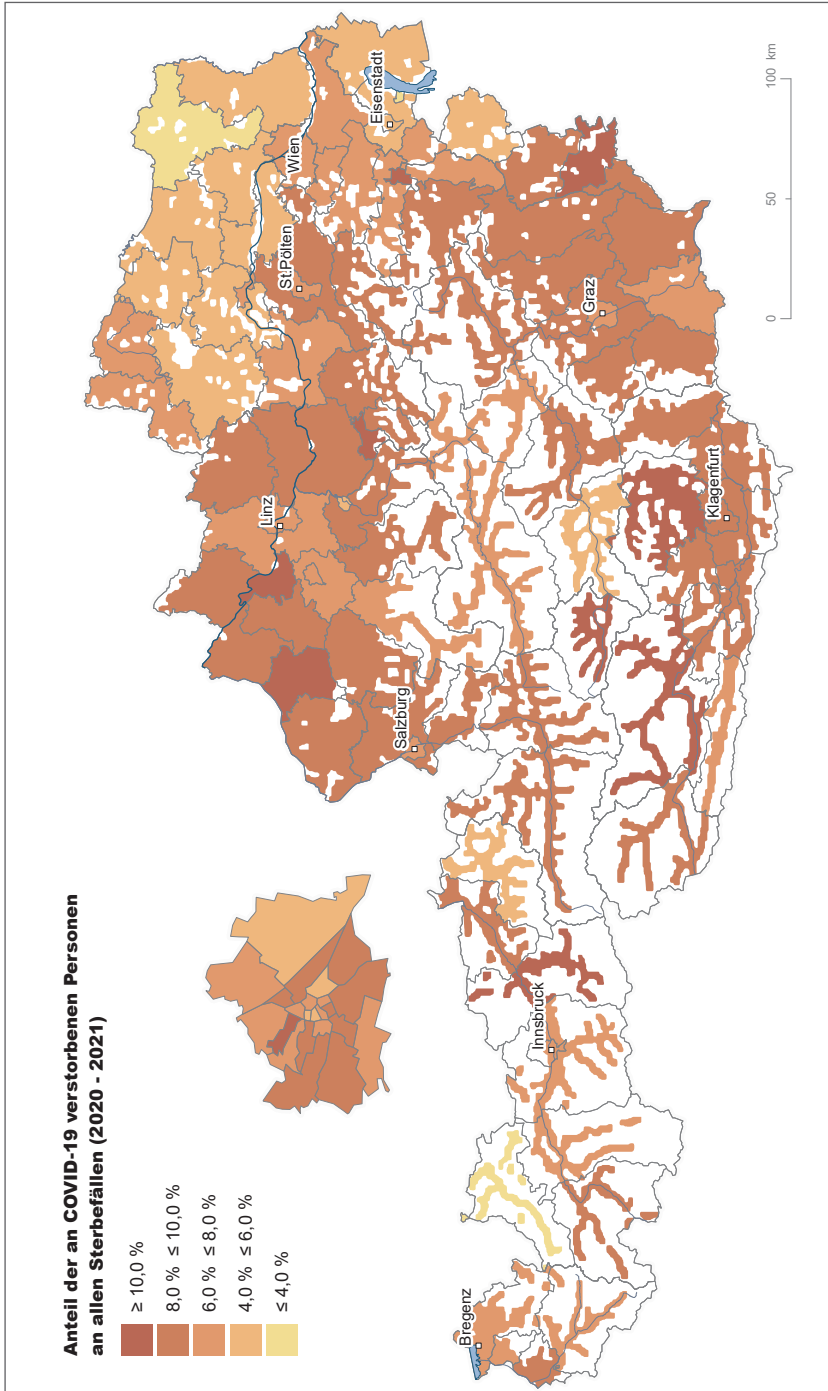 Anteil der an COVID-19 verstorbenen Personen
an allen Sterbefällen (2020 - 2021)
≥ 10,0 %
8,0 % ≤ 10,0 %
6,0 % ≤ 8,0 %
4,0 % ≤ 6,0 %
≤ 4,0 %
Linz
St.Pölten
Wien
Eisenstadt
Salzburg
Bregenz
Innsbruck
Graz
Klagenfurt
0
50
100 km